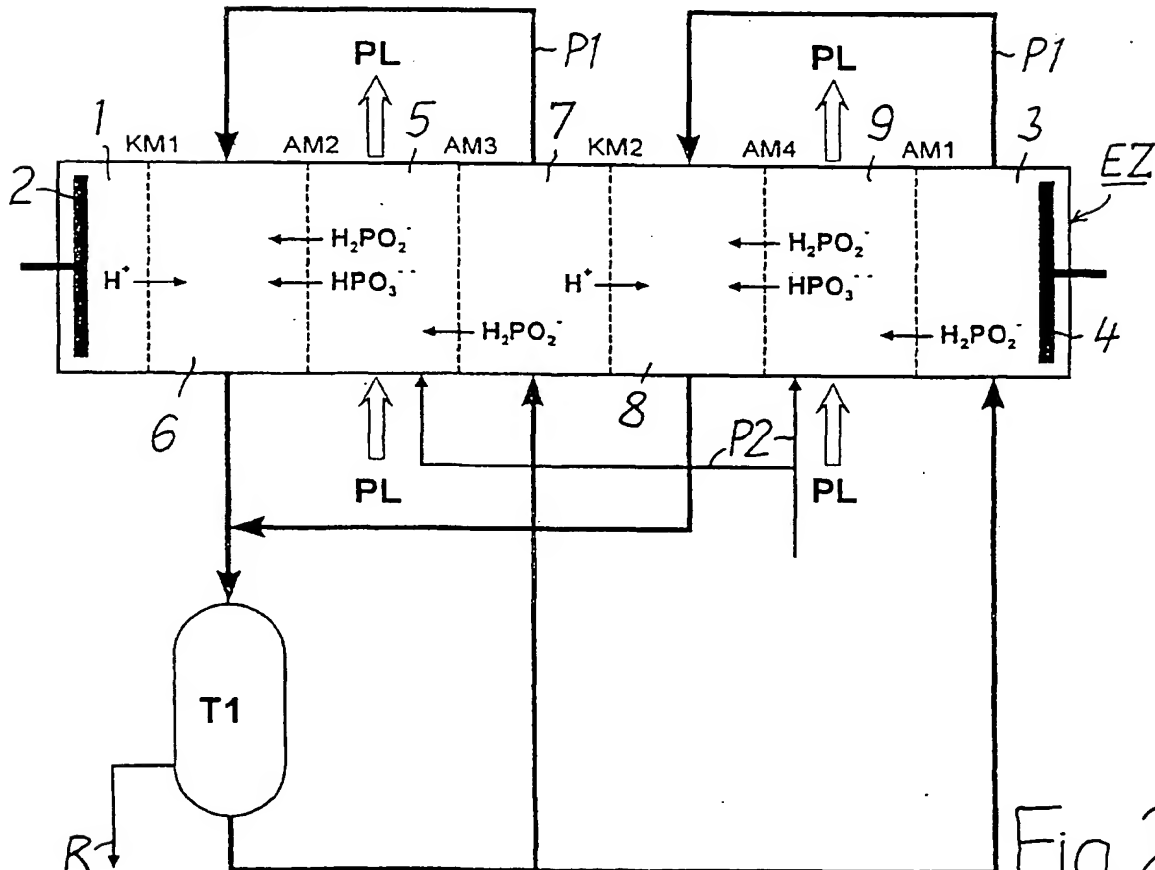 P1
P1
PL
PL
1
5
7
9
3
KM1
AM2
AM3
KM2
AM4
AM1
EZ
2
H₂PO₂⁻
H₂PO₂⁻
H⁺
HPO₃⁻⁻
H⁺
HPO₃⁻⁻
H₂PO₂⁻
H₂PO₂⁻
4
6
8
P2
PL
PL
T1
R
Fig. 2